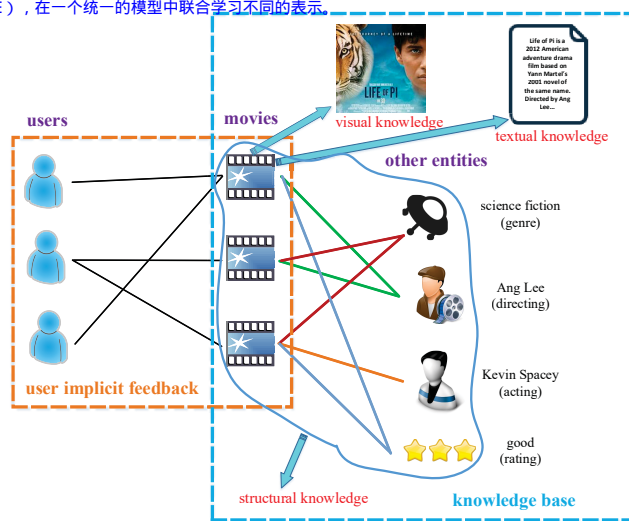 E），在一个统一的模型中联合学习不同的表示。
LIFE OF PI
Life of Pi is a
2012 American
adventure drama
film based on
Yann Martel's
2001 novel of
the same name.
Directed by Ang
Lee...
users
movies
visual knowledge
textual knowledge
other entities
science fiction
(genre)
Ang Lee
(directing)
Kevin Spacey
(acting)
user implicit feedback
good
(rating)
structural knowledge
knowledge base